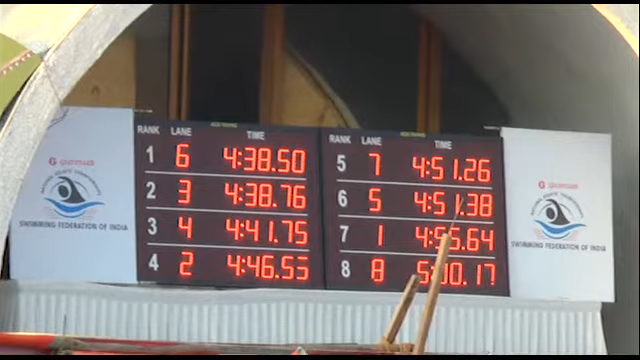 RANK LANE TIME
1 6 4:38.50
2 3 4:38.76
3 4 4:41.75
4 2 4:46.55
RANK LANE TIME
5 7 4:51.26
6 5 4:51.38
7 1 4:56.64
8 8 5:00.17
SWIMMING FEDERATION OF INDIA
SWIMMING FEDERATION OF INDIA